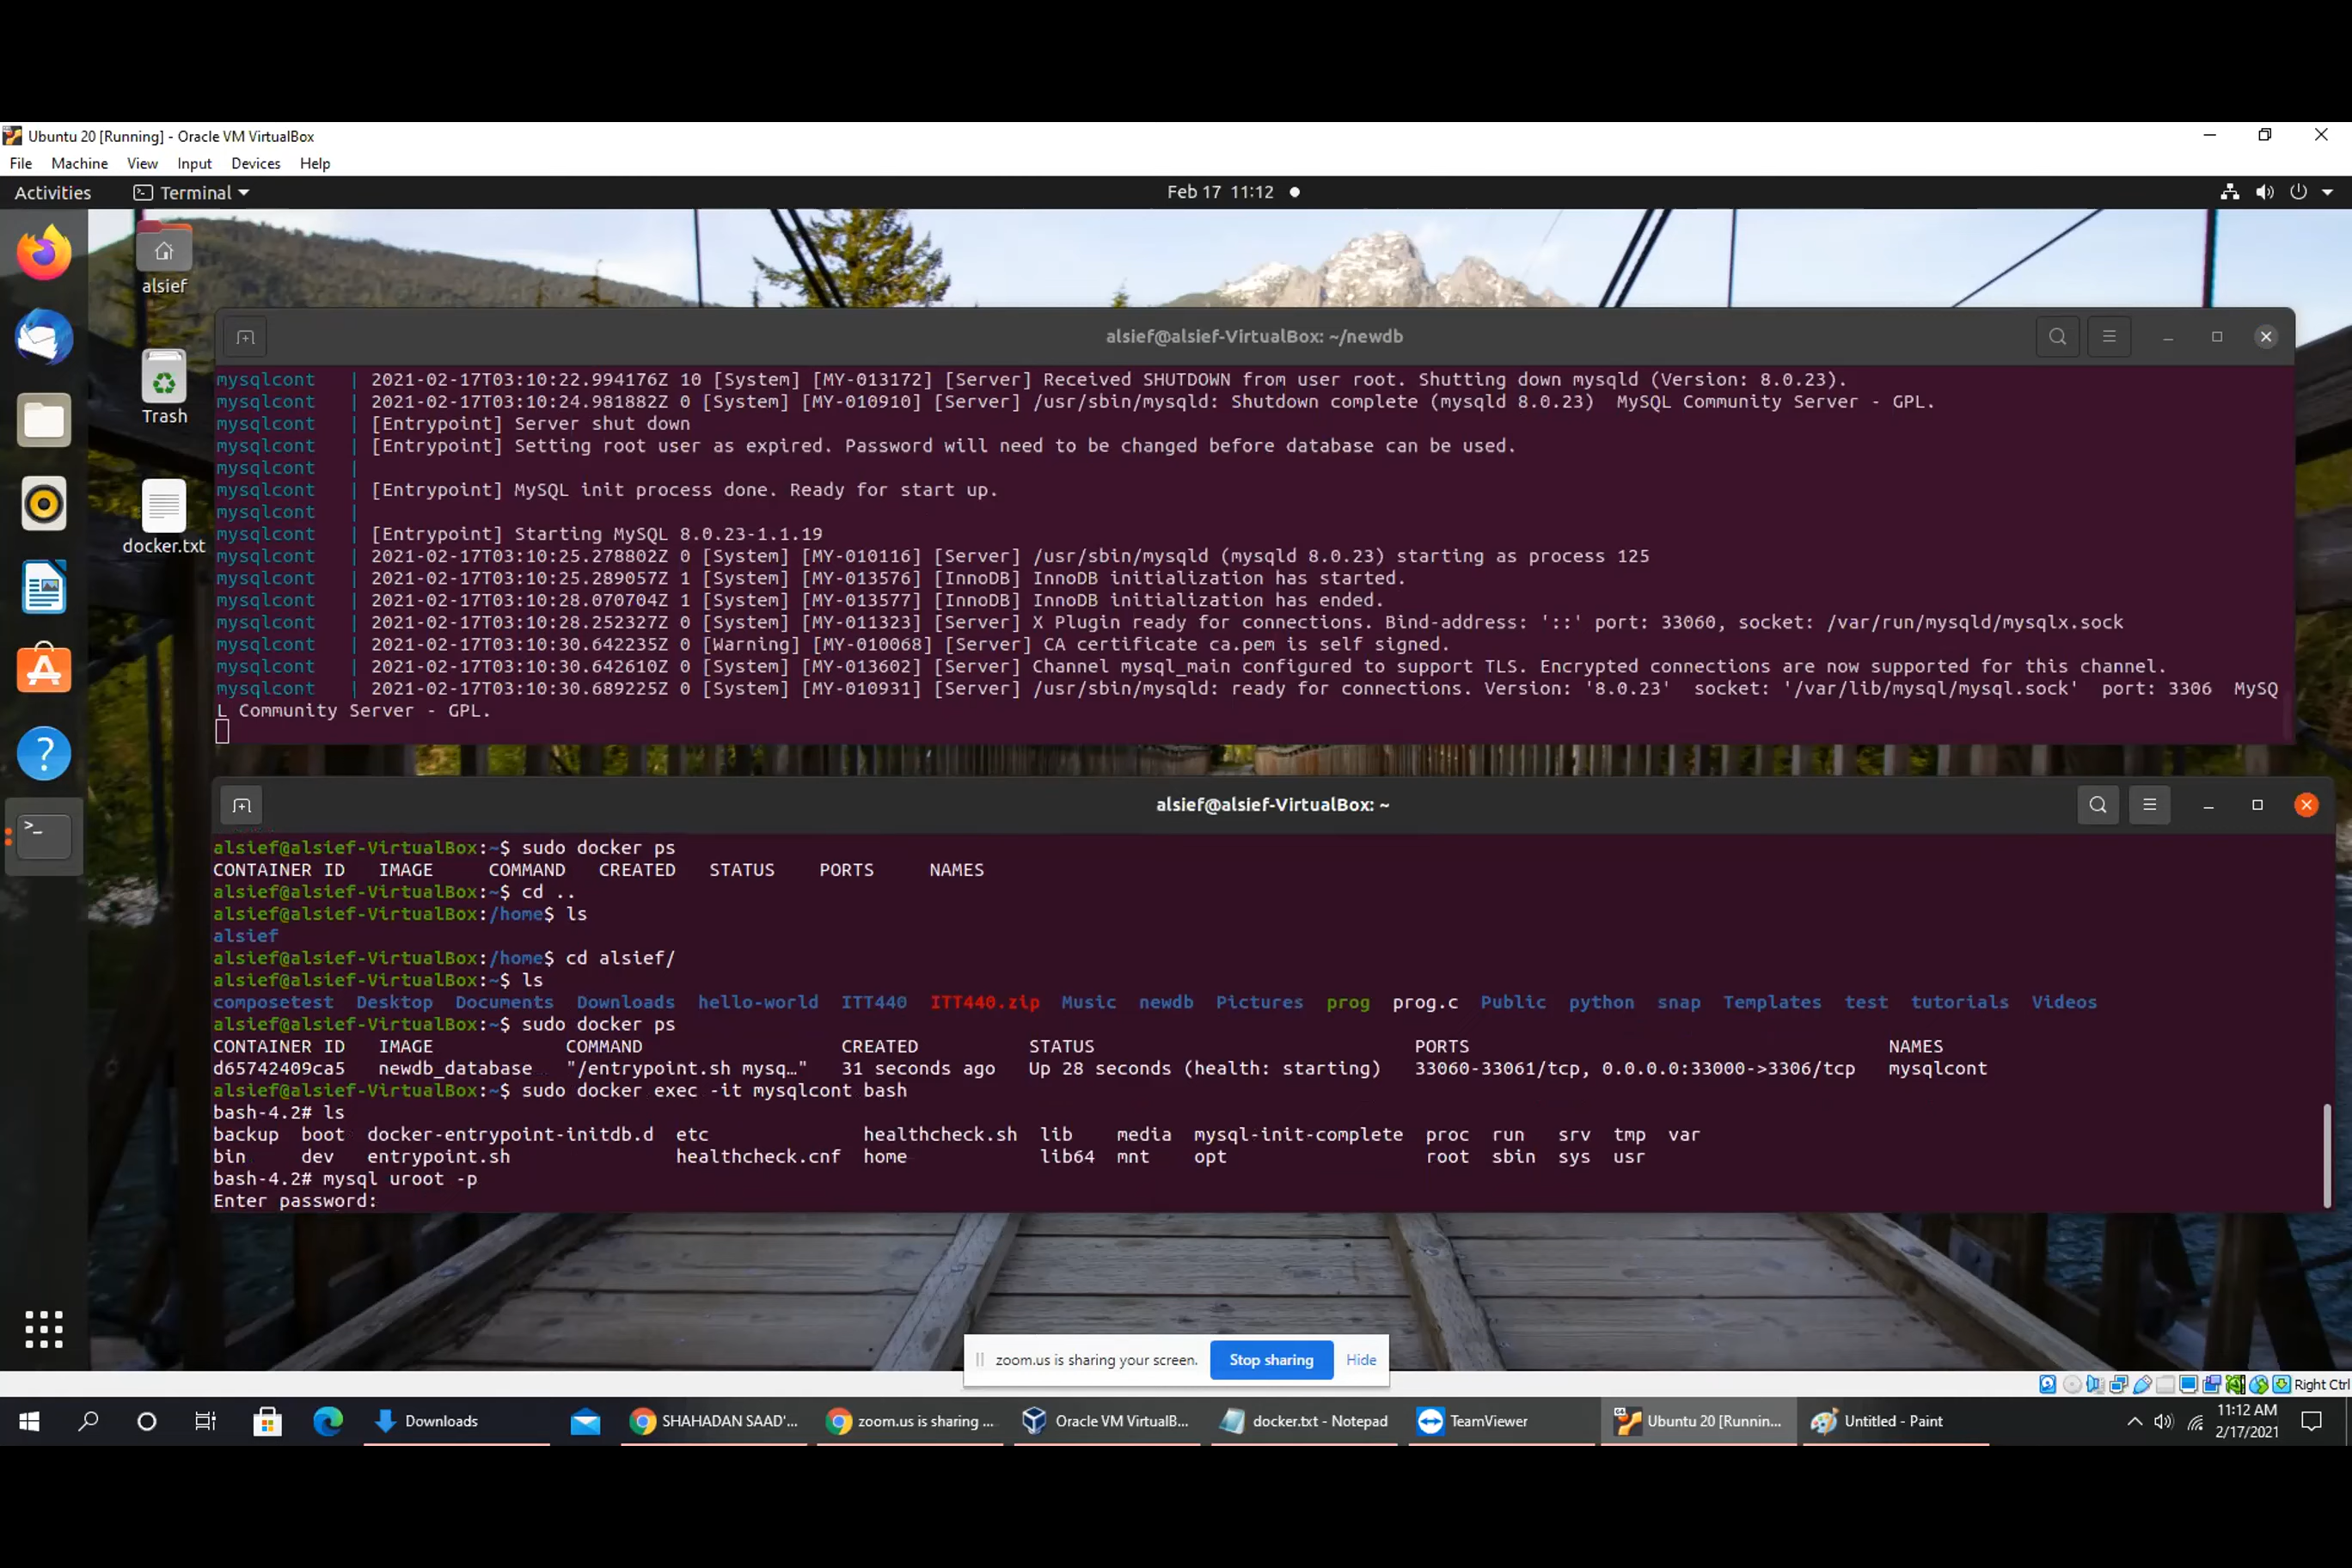 Ubuntu 20 [Running] - Oracle VM VirtualBox
File Machine View Input Devices Help
Activities Terminal Feb 17 11:12
alsief
Trash
docker.txt
alsief@alsief-VirtualBox: ~/newdb
mysqlcont | 2021-02-17T03:10:22.994176Z 10 [System] [MY-013172] [Server] Received SHUTDOWN from user root. Shutting down mysqld (Version: 8.0.23).
mysqlcont | 2021-02-17T03:10:24.981882Z 0 [System] [MY-010910] [Server] /usr/sbin/mysqld: Shutdown complete (mysqld 8.0.23)  MySQL Community Server - GPL.
mysqlcont | [Entrypoint] Server shut down
mysqlcont | [Entrypoint] Setting root user as expired. Password will need to be changed before database can be used.
mysqlcont |
mysqlcont | [Entrypoint] MySQL init process done. Ready for start up.
mysqlcont |
mysqlcont | [Entrypoint] Starting MySQL 8.0.23-1.1.19
mysqlcont | 2021-02-17T03:10:25.278802Z 0 [System] [MY-010116] [Server] /usr/sbin/mysqld (mysqld 8.0.23) starting as process 125
mysqlcont | 2021-02-17T03:10:25.289057Z 1 [System] [MY-013576] [InnoDB] InnoDB initialization has started.
mysqlcont | 2021-02-17T03:10:28.070704Z 1 [System] [MY-013577] [InnoDB] InnoDB initialization has ended.
mysqlcont | 2021-02-17T03:10:28.252327Z 0 [System] [MY-011323] [Server] X Plugin ready for connections. Bind-address: '::' port: 33060, socket: /var/run/mysqld/mysqlx.sock
mysqlcont | 2021-02-17T03:10:30.642235Z 0 [Warning] [MY-010068] [Server] CA certificate ca.pem is self signed.
mysqlcont | 2021-02-17T03:10:30.642610Z 0 [System] [MY-013602] [Server] Channel mysql_main configured to support TLS. Encrypted connections are now supported for this channel.
mysqlcont | 2021-02-17T03:10:30.689225Z 0 [System] [MY-010931] [Server] /usr/sbin/mysqld: ready for connections. Version: '8.0.23'  socket: '/var/lib/mysql/mysql.sock'  port: 3306  MySQ
L Community Server - GPL.
alsief@alsief-VirtualBox: ~
alsief@alsief-VirtualBox:~$ sudo docker ps
CONTAINER ID IMAGE COMMAND CREATED STATUS PORTS NAMES
alsief@alsief-VirtualBox:~$ cd ..
alsief@alsief-VirtualBox:/home$ ls
alsief
alsief@alsief-VirtualBox:/home$ cd alsief/
alsief@alsief-VirtualBox:~$ ls
composetest Desktop Documents Downloads hello-world ITT440 ITT440.zip Music newdb Pictures prog prog.c Public python snap Templates test tutorials Videos
alsief@alsief-VirtualBox:~$ sudo docker ps
CONTAINER ID IMAGE COMMAND CREATED STATUS PORTS NAMES
d65742409ca5 newdb_database "/entrypoint.sh mysq…" 31 seconds ago Up 28 seconds (health: starting) 33060-33061/tcp, 0.0.0.0:33000->3306/tcp mysqlcont
alsief@alsief-VirtualBox:~$ sudo docker exec -it mysqlcont bash
bash-4.2# ls
backup boot docker-entrypoint-initdb.d etc healthcheck.sh lib media mysql-init-complete proc run srv tmp var
bin dev entrypoint.sh healthcheck.cnf home lib64 mnt opt root sbin sys usr
bash-4.2# mysql uroot -p
Enter password:
zoom.us is sharing your screen. Stop sharing Hide
Right Ctrl
Downloads SHAHADAN SAAD'... zoom.us is sharing ... Oracle VM VirtualB... docker.txt - Notepad TeamViewer Ubuntu 20 [Runnin... Untitled - Paint 11:12 AM
2/17/2021